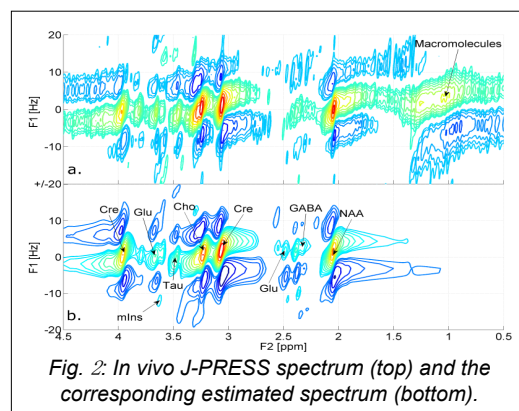 20
10
0
-10
+/-20
F1 [Hz]
a.
Macromolecules
10
0
-10
-20
F1 [Hz]
b.
Cre
Glu
Cho
Cre
GABA
NAA
Tau
Glu
mIns
4.5
4
3.5
3
2.5
2
1.5
1
0.5
F2 [ppm]
Fig. 2: In vivo J-PRESS spectrum (top) and the
corresponding estimated spectrum (bottom).